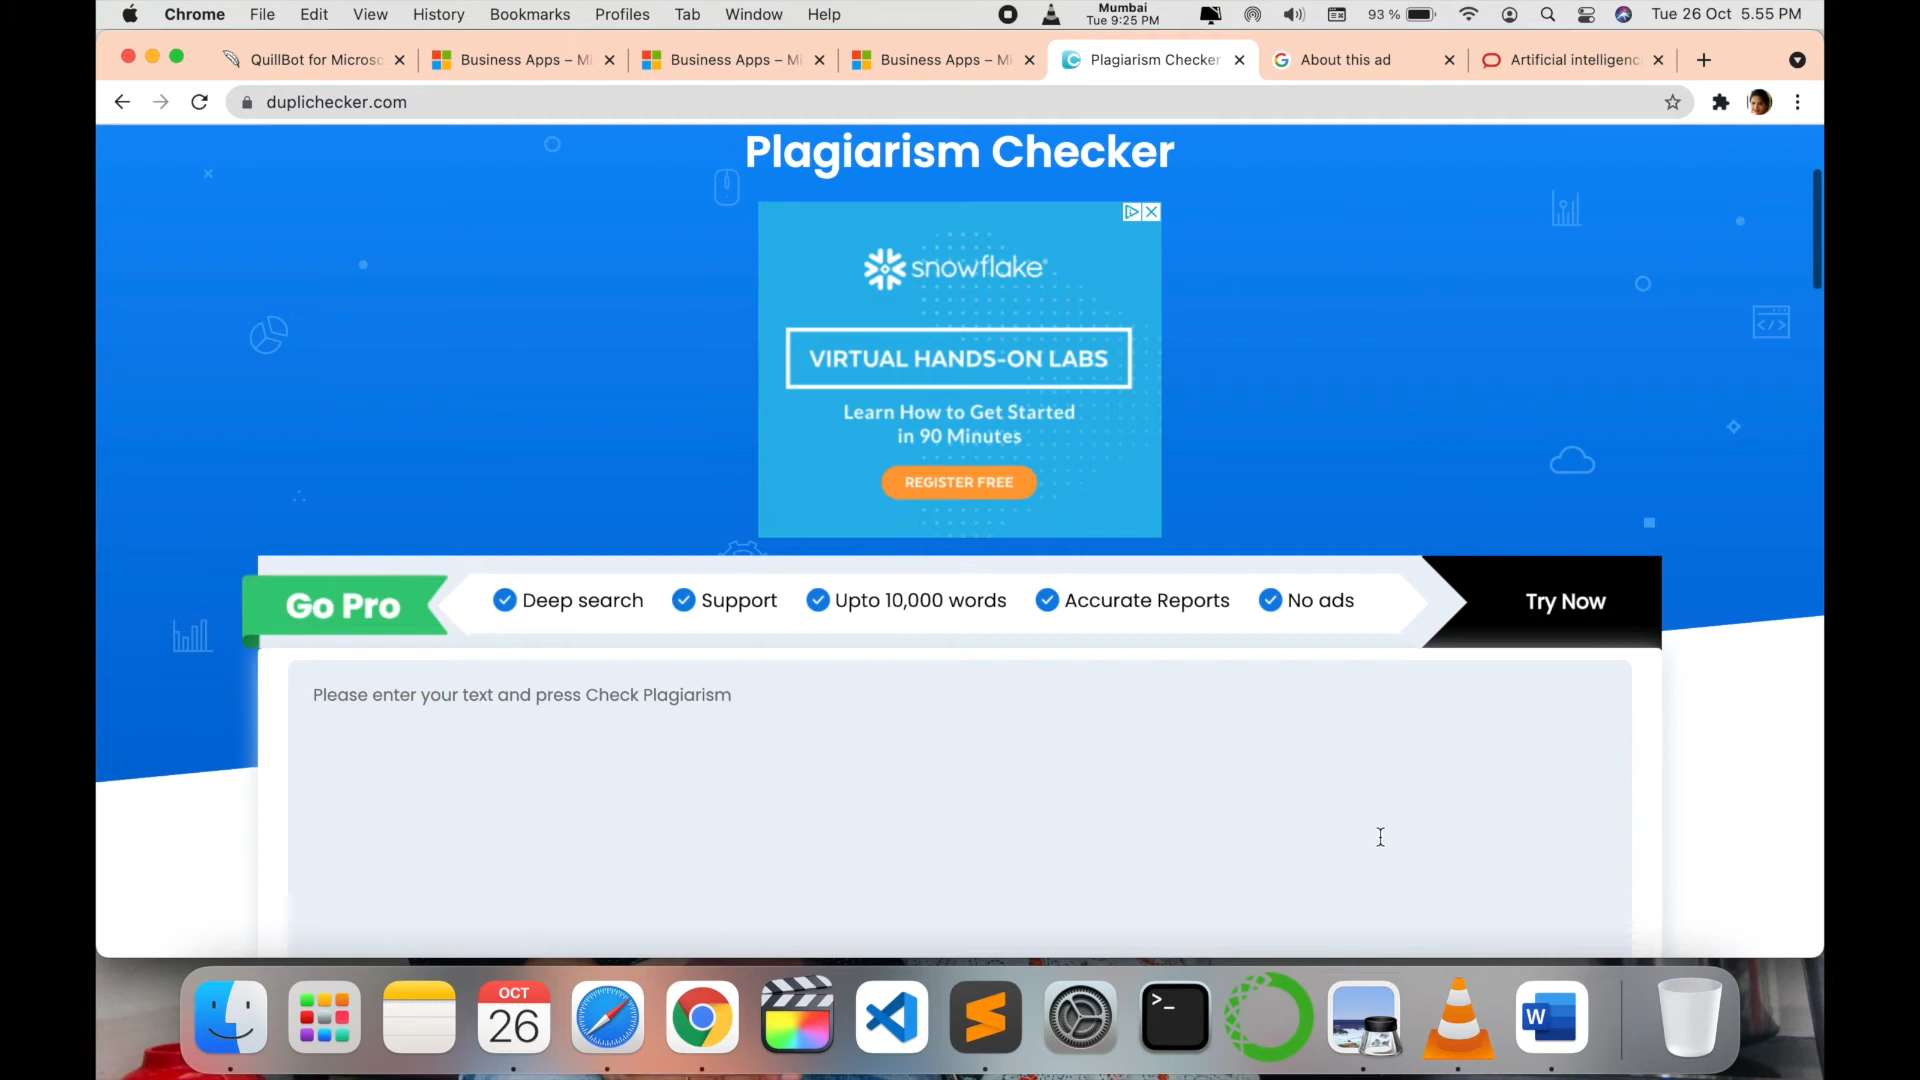 Chrome File Edit View History Bookmarks Profiles Tab Window Help Mumbai 93 % Tue 26 Oct 5.55 PM
Tue 9:25 PM
QuillBot for Microso Business Apps – Mi Business Apps – Mi Business Apps – Mi Plagiarism Checker About this ad Artificial intelligenc
duplichecker.com
Plagiarism Checker
snowflake
VIRTUAL HANDS-ON LABS
Learn How to Get Started
in 90 Minutes
REGISTER FREE
Go Pro Deep search Support Upto 10,000 words Accurate Reports No ads Try Now
Please enter your text and press Check Plagiarism
OCT
26
W